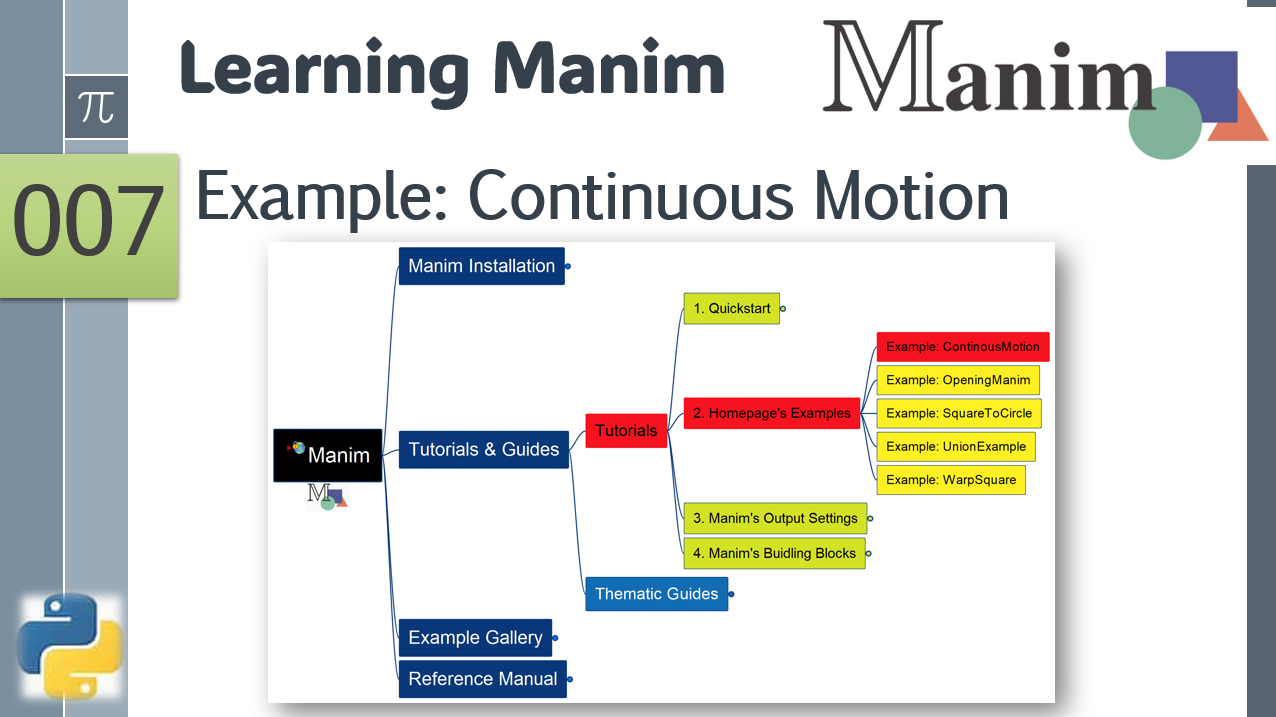 Learning Manim
Manim
π
007
Example: Continuous Motion
Manim Installation
1. Quickstart
Example: ContinousMotion
Example: OpeningManim
2. Homepage's Examples
Example: SquareToCircle
Tutorials
Example: UnionExample
Manim
Tutorials & Guides
Example: WarpSquare
M
3. Manim's Output Settings
4. Manim's Buidling Blocks
Thematic Guides
Example Gallery
Reference Manual